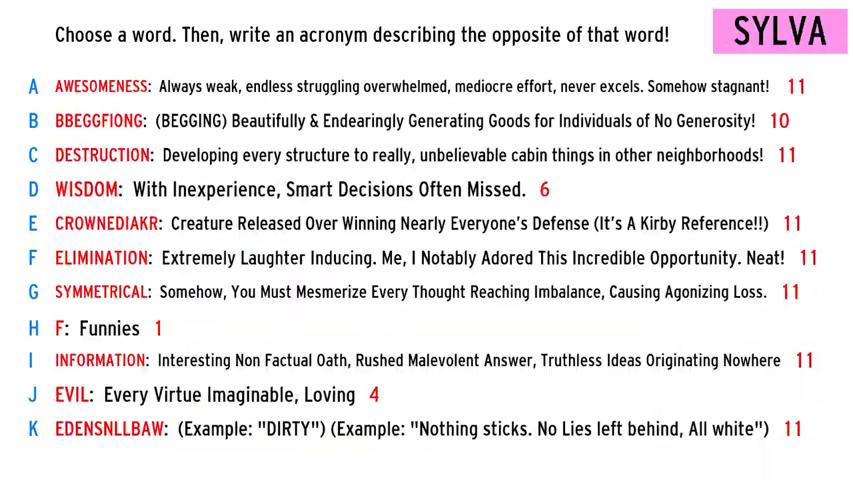 Choose a word. Then, write an acronym describing the opposite of that word!
SYLVA
A AWESOMENESS: Always weak, endless struggling overwhelmed, mediocre effort, never excels. Somehow stagnant! 11
B BBEGGFIONG: (BEGGING) Beautifully & Endearingly Generating Goods for Individuals of No Generosity! 10
C DESTRUCTION: Developing every structure to really, unbelievable cabin things in other neighborhoods! 11
D WISDOM: With Inexperience, Smart Decisions Often Missed. 6
E CROWNEDIAKR: Creature Released Over Winning Nearly Everyone's Defense (It's A Kirby Reference!!) 11
F ELIMINATION: Extremely Laughter Inducing. Me, I Notably Adored This Incredible Opportunity. Neat! 11
G SYMMETRICAL: Somehow, You Must Mesmerize Every Thought Reaching Imbalance, Causing Agonizing Loss. 11
H F: Funnies 1
I INFORMATION: Interesting Non Factual Oath, Rushed Malevolent Answer, Truthless Ideas Originating Nowhere 11
J EVIL: Every Virtue Imaginable, Loving 4
K EDENSNLLBAW: (Example: "DIRTY") (Example: "Nothing sticks. No Lies left behind, All white") 11